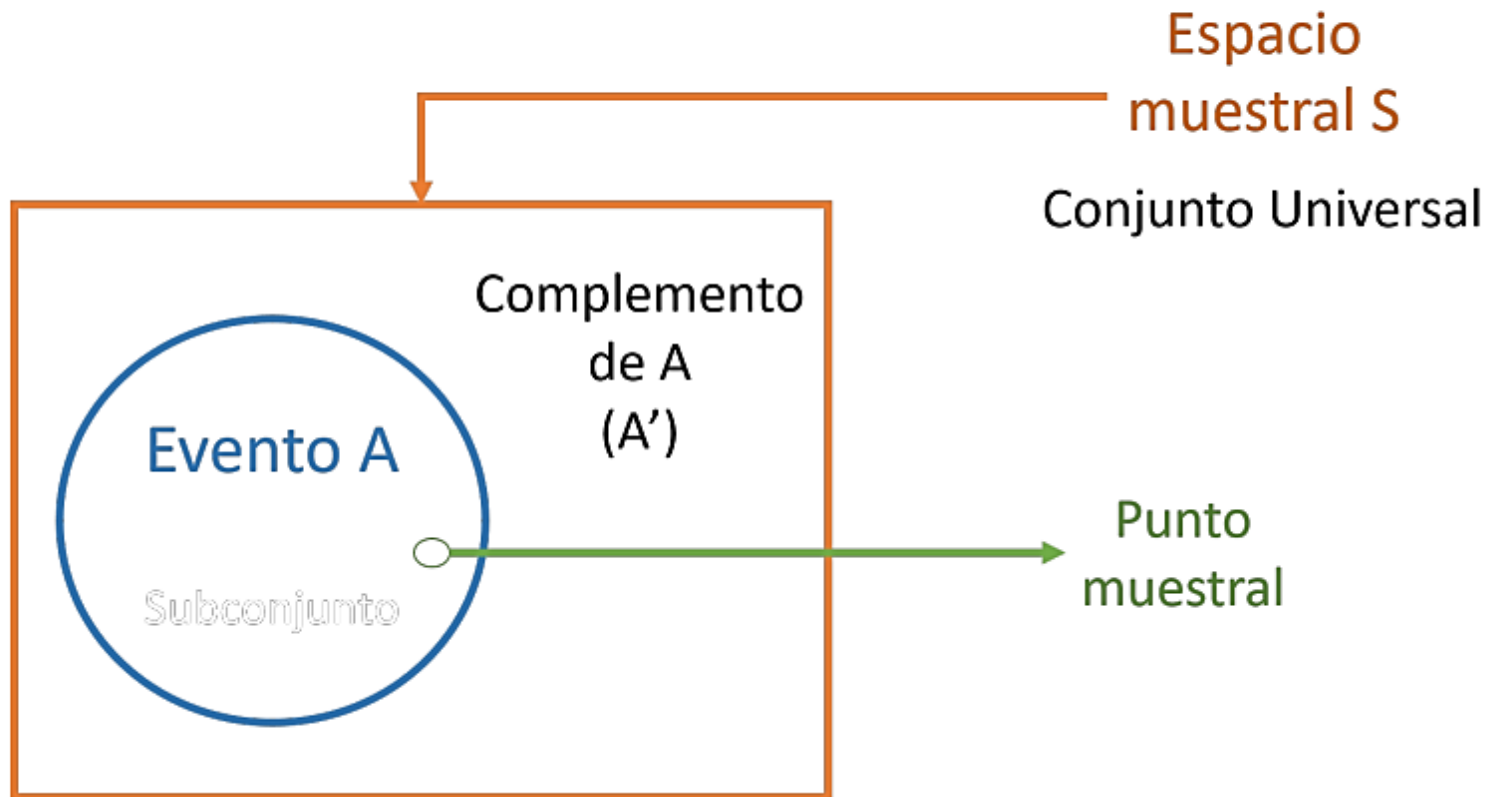 Espacio
muestral S
Conjunto Universal
Complemento
de A
(A’)
Evento A
Subconjunto
Punto
muestral